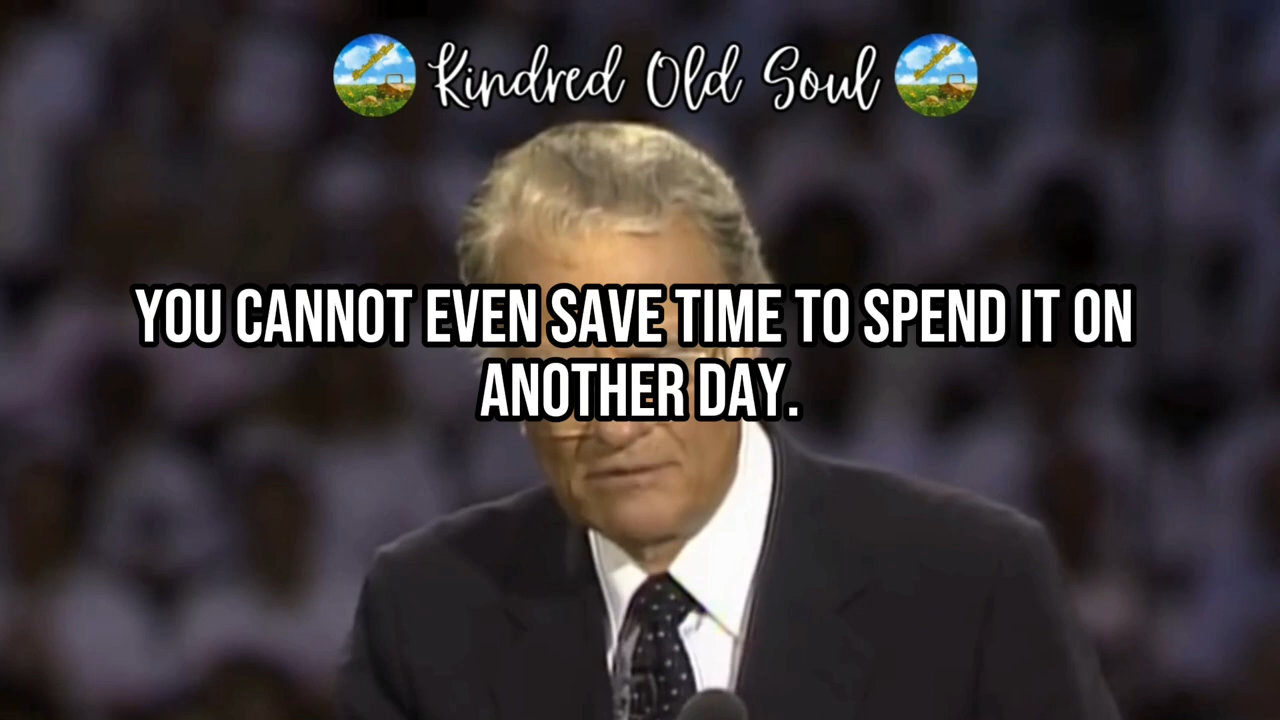 Kindred Old Soul
YOU CANNOT EVEN SAVE TIME TO SPEND IT ON
ANOTHER DAY.